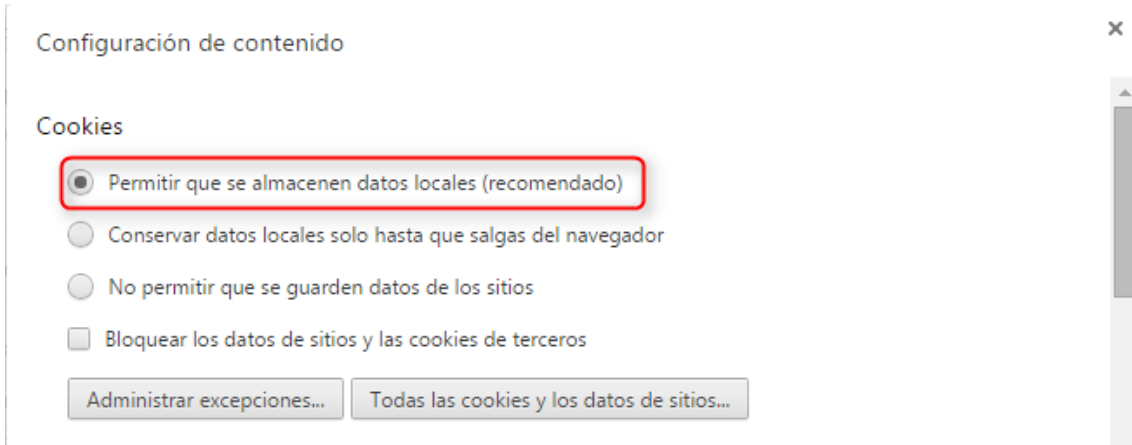 Configuración de contenido
Cookies
Permitir que se almacenen datos locales (recomendado)
Conservar datos locales solo hasta que salgas del navegador
No permitir que se guarden datos de los sitios
Bloquear los datos de sitios y las cookies de terceros
Administrar excepciones... Todas las cookies y los datos de sitios...